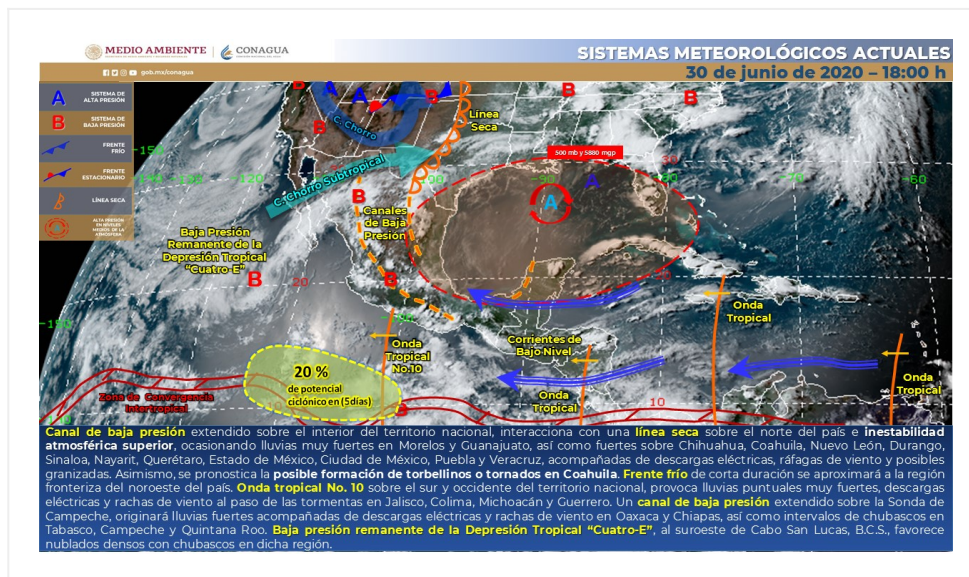 MEDIO AMBIENTE
CONAGUA
SISTEMAS METEOROLÓGICOS ACTUALES
gob.mx/conagua
30 de junio de 2020 – 18:00 h
A SISTEMA DE
ALTA PRESIÓN
B SISTEMA DE
BAJA PRESIÓN
FRENTE
FRÍO
FRENTE
ESTACIONARIO
LÍNEA SECA
ALTA PRESIÓN
EN NIVELES
MEDIOS DE LA
ATMÓSFERA
B
A
A
B
B
B
B
C. Chorro
Línea
Seca
C. Chorro Subtropical
500 mb y 5880 mgp
30
A
A
B
Canales
de Baja
Presión
Baja Presión
Remanente de la
Depresión Tropical
"Cuatro-E"
B
B
20
Onda
Tropical
Onda
Tropical
No.10
Corrientes de
Bajo Nivel
20 %
de potencial
ciclónico en (5días)
Onda
Tropical
Onda
Tropical
Zona de Convergencia
Intertropical
B
10
Canal de baja presión extendido sobre el interior del territorio nacional, interacciona con una línea seca sobre el norte del país e inestabilidad
atmosférica superior, ocasionando lluvias muy fuertes en Morelos y Guanajuato, así como fuertes sobre Chihuahua, Coahuila, Nuevo León, Durango,
Sinaloa, Nayarit, Querétaro, Estado de México, Ciudad de México, Puebla y Veracruz, acompañadas de descargas eléctricas, ráfagas de viento y posibles
granizadas. Asimismo, se pronostica la posible formación de torbellinos o tornados en Coahuila. Frente frío de corta duración se aproximará a la región
fronteriza del noroeste del país. Onda tropical No. 10 sobre el sur y occidente del territorio nacional, provoca lluvias puntuales muy fuertes, descargas
eléctricas y rachas de viento al paso de las tormentas en Jalisco, Colima, Michoacán y Guerrero. Un canal de baja presión extendido sobre la Sonda de
Campeche, originará lluvias fuertes acompañadas de descargas eléctricas y rachas de viento en Oaxaca y Chiapas, así como intervalos de chubascos en
Tabasco, Campeche y Quintana Roo. Baja presión remanente de la Depresión Tropical "Cuatro-E", al suroeste de Cabo San Lucas, B.C.S., favorece
nublados densos con chubascos en dicha región.